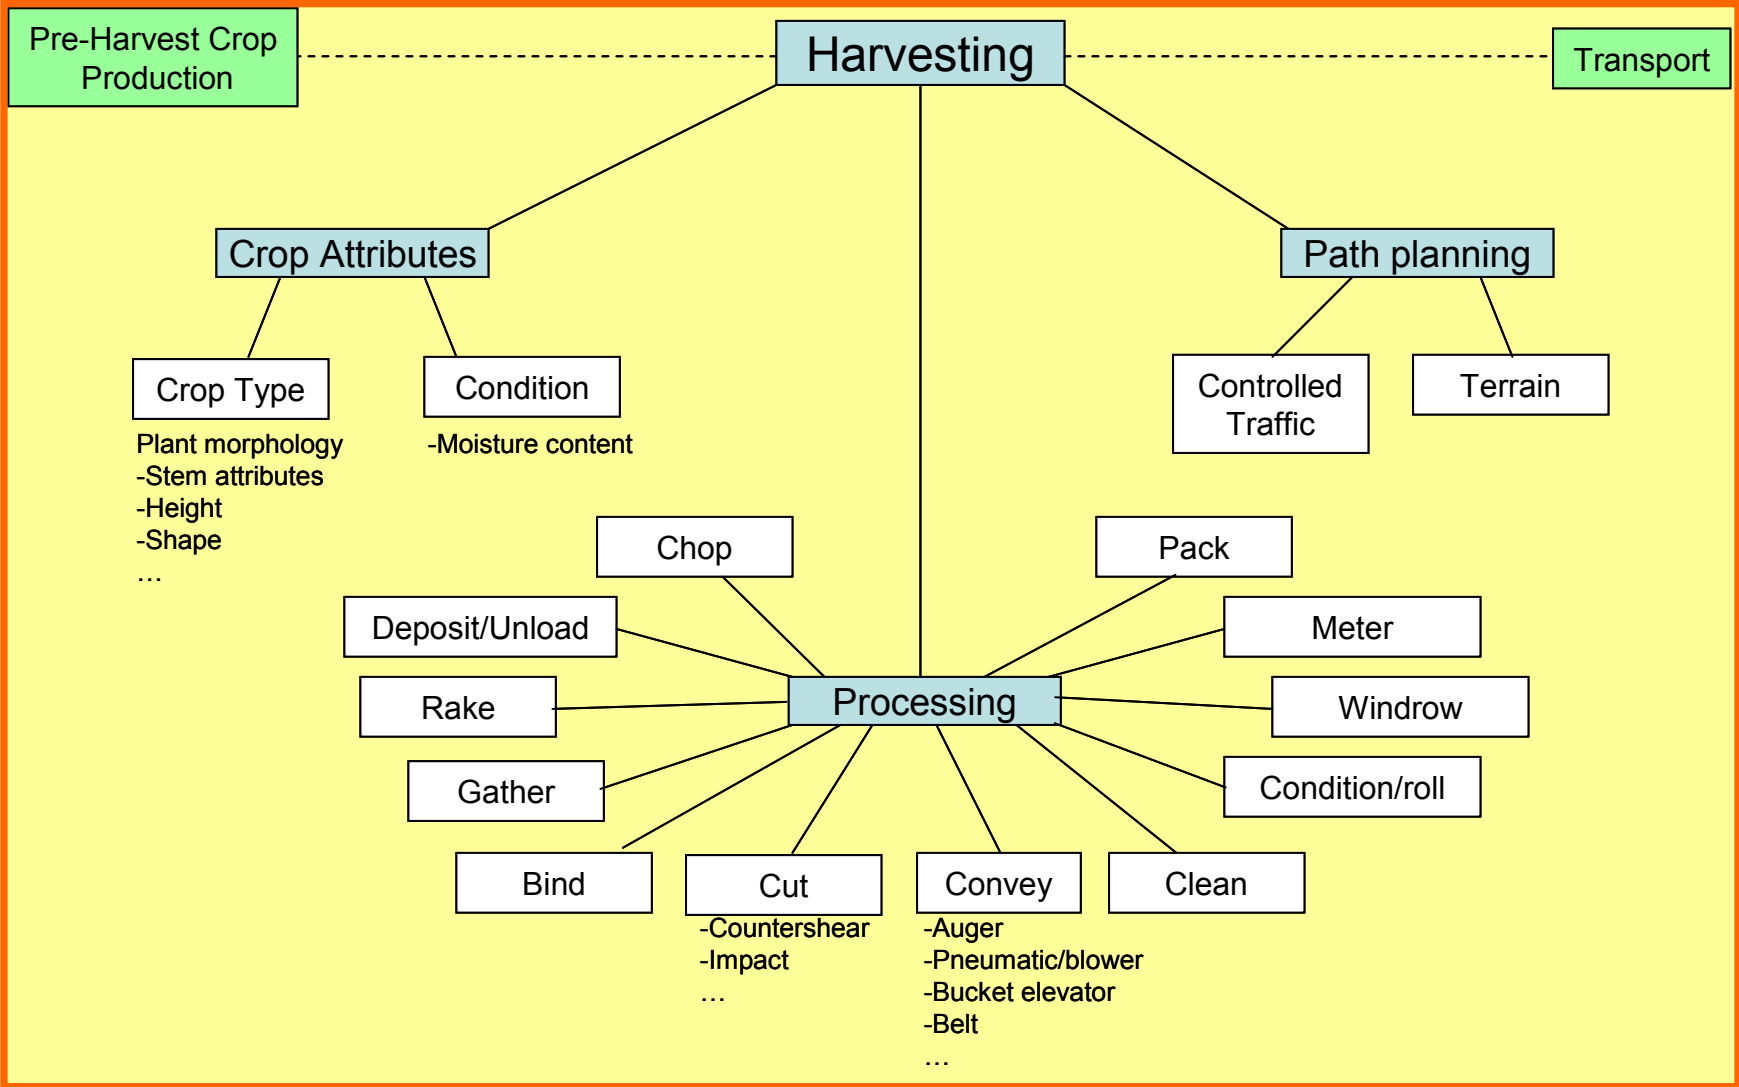 Pre-Harvest Crop
Production
Harvesting
Transport
Crop Attributes
Path planning
Crop Type
Condition
Controlled
Traffic
Terrain
Plant morphology
-Stem attributes
-Height
-Shape
…
-Moisture content
Chop
Pack
Deposit/Unload
Meter
Rake
Processing
Windrow
Gather
Condition/roll
Bind
Cut
Convey
Clean
-Countershear
-Impact
…
-Auger
-Pneumatic/blower
-Bucket elevator
-Belt
…